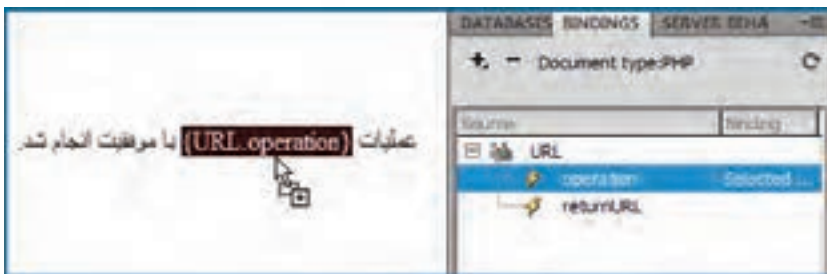 DATABASES BINDINGS SERVER BEHA
Document type:PHP
Source Binding
URL
operation Selected ...
returnURL
عملیات {URL.operation} با موفقیت انجام شد.